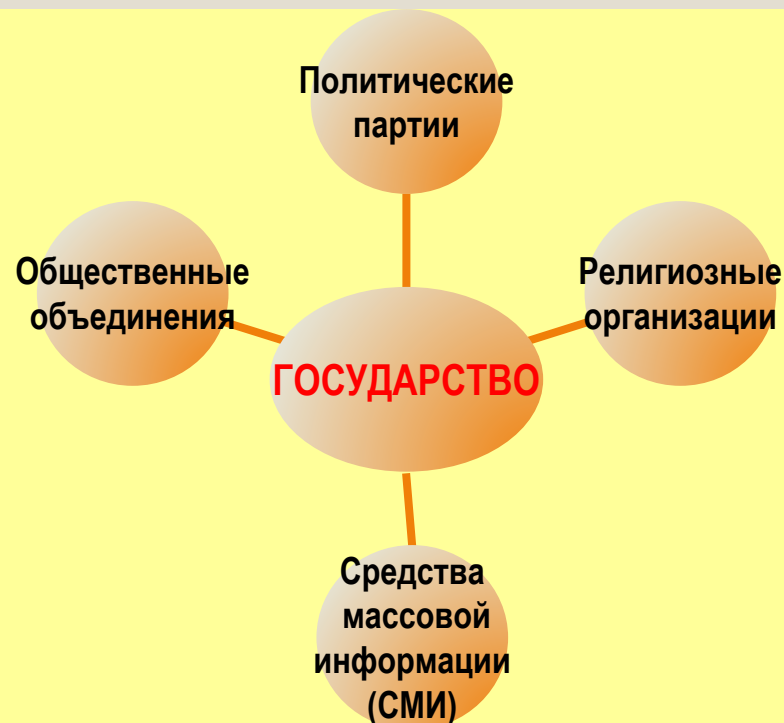 Политические
партии
Общественные
объединения
Религиозные
организации
ГОСУДАРСТВО
Средства
массовой
информации
(СМИ)